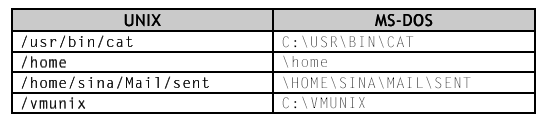 UNIX MS-DOS
/usr/bin/cat C:\USR\BIN\CAT
/home \home
/home/sina/Mail/sent \HOME\SINA\MAIL\SENT
/vmunix C:\VMUNIX